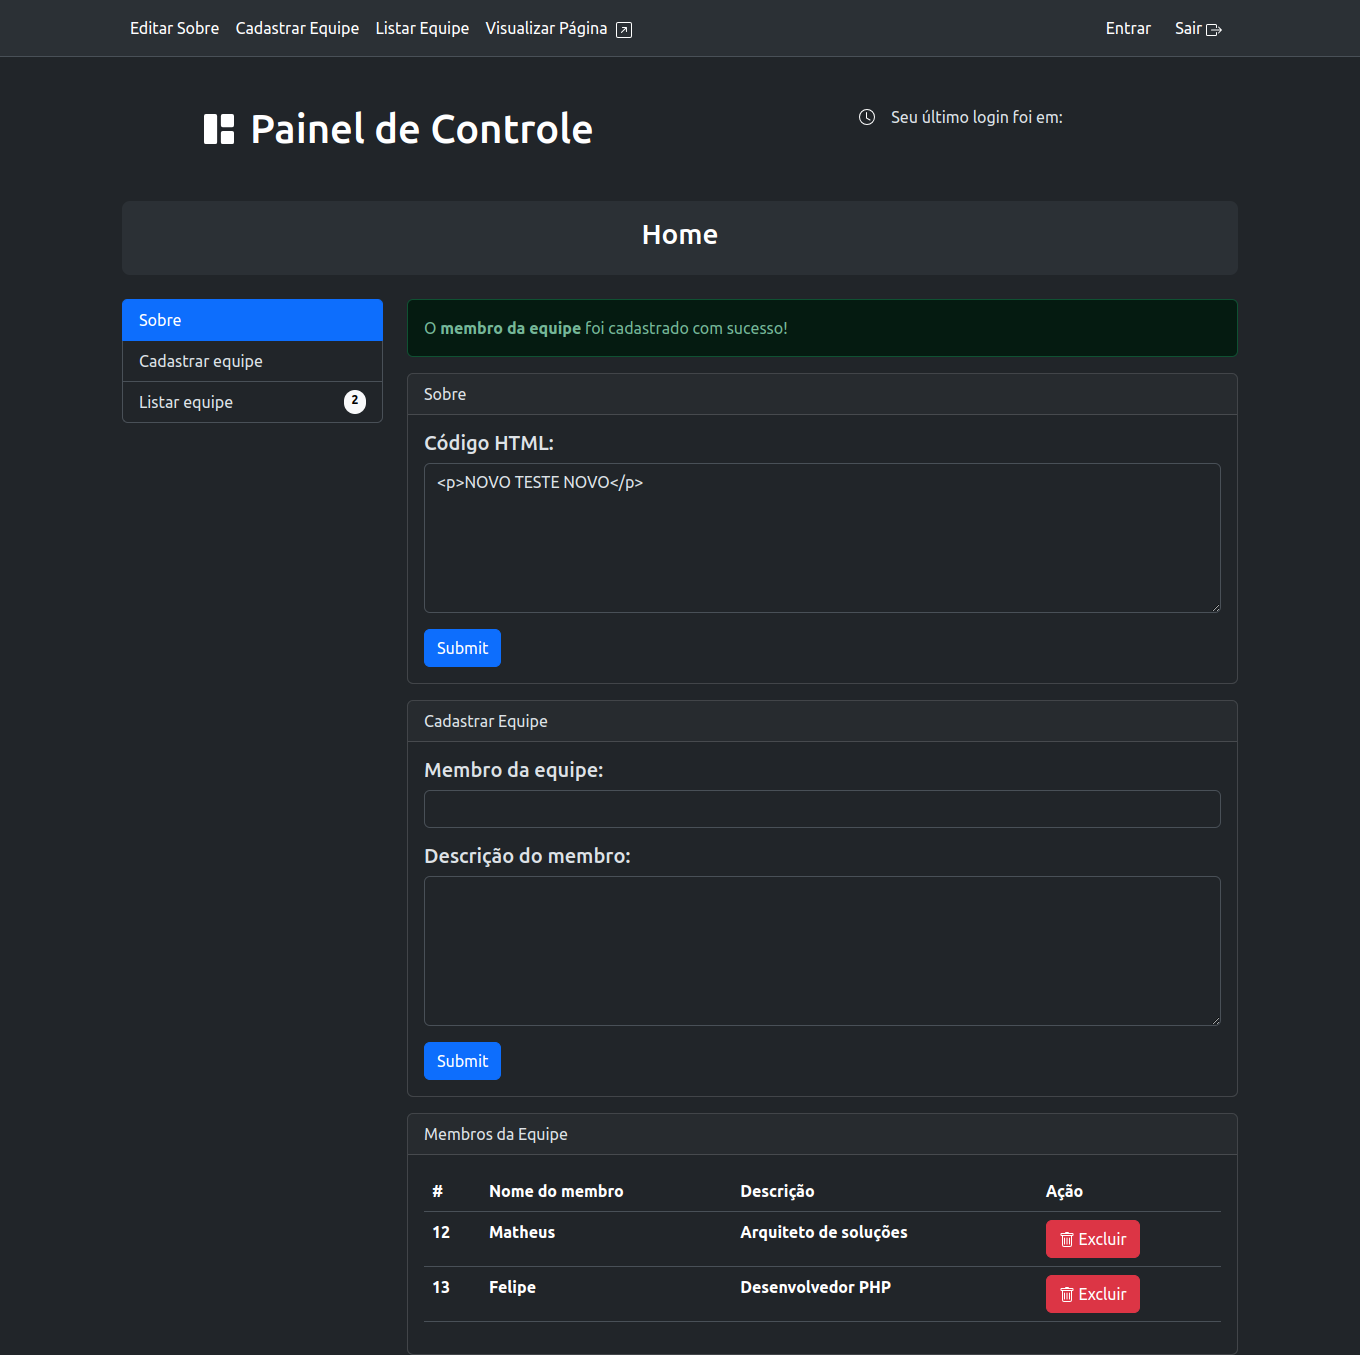 Editar Sobre Cadastrar Equipe Listar Equipe Visualizar Página Entrar Sair
Painel de Controle
Seu último login foi em:
Home
Sobre
Cadastrar equipe
Listar equipe 2
O membro da equipe foi cadastrado com sucesso!
Sobre
Código HTML:
<p>NOVO TESTE NOVO</p>
Submit
Cadastrar Equipe
Membro da equipe:
Descrição do membro:
Submit
Membros da Equipe
# Nome do membro Descrição Ação
12 Matheus Arquiteto de soluções Excluir
13 Felipe Desenvolvedor PHP Excluir